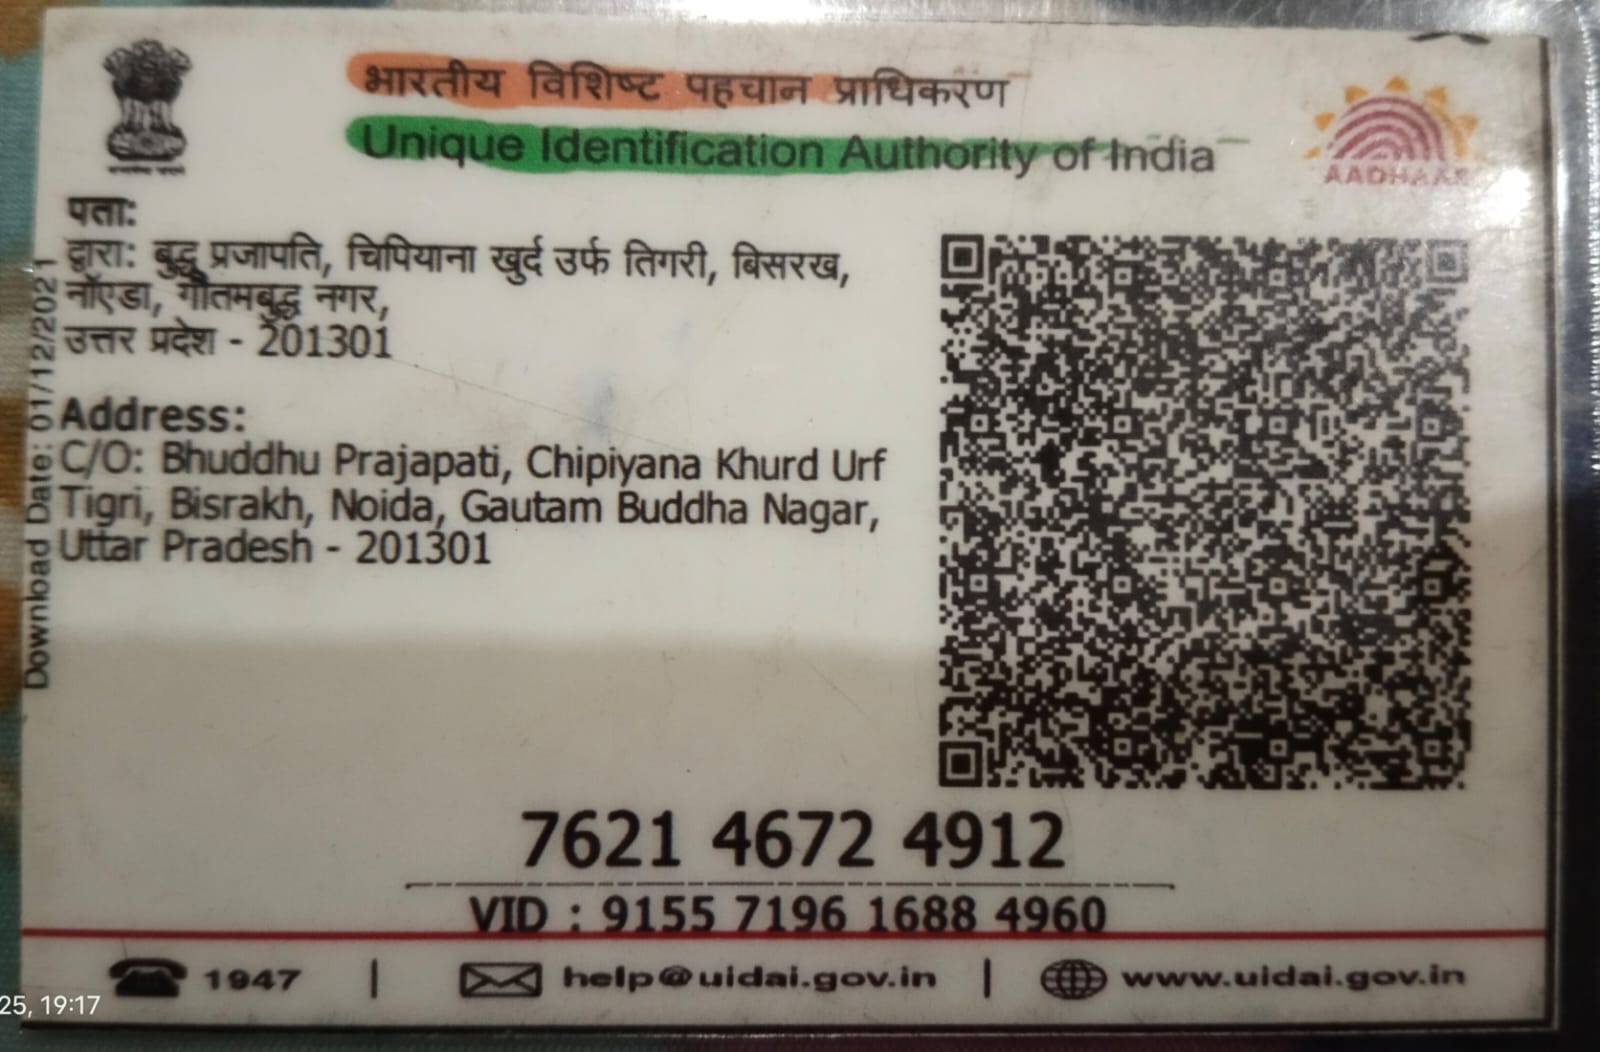 भारतीय विशिष्ट पहचान प्राधिकरण
Unique Identification Authority of India
AADHAAR
पता:
द्वारा: बुद्धु प्रजापति, चिपियाना खुर्द उर्फ तिगरी, बिसरख,
नोएडा, गौतमबुद्ध नगर,
उत्तर प्रदेश - 201301
Address:
C/O: Bhuddhu Prajapati, Chipiyana Khurd Urf
Tigri, Bisrakh, Noida, Gautam Buddha Nagar,
Uttar Pradesh - 201301
Download Date: 01/12/2021
7621 4672 4912
VID : 9155 7196 1688 4960
1947 | help@uidai.gov.in | www.uidai.gov.in
25, 19:17